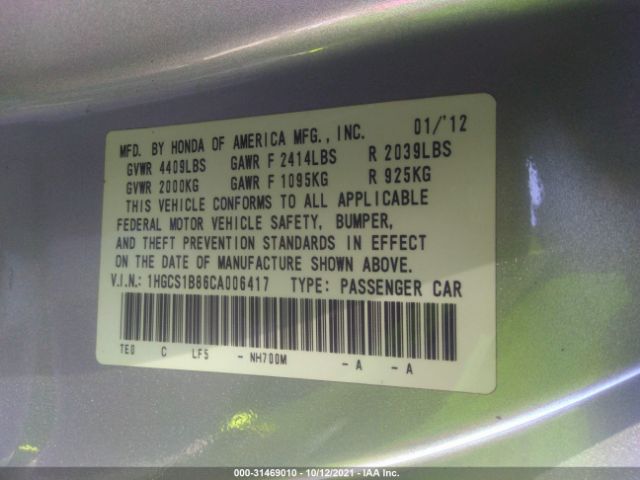 MFD. BY HONDA OF AMERICA MFG., INC. 01/'12
GVWR 4409LBS GAWR F 2414LBS R 2039LBS
GVWR 2000KG GAWR F 1095KG R 925KG
THIS VEHICLE CONFORMS TO ALL APPLICABLE
FEDERAL MOTOR VEHICLE SAFETY, BUMPER,
AND THEFT PREVENTION STANDARDS IN EFFECT
ON THE DATE OF MANUFACTURE SHOWN ABOVE.
V.I.N.: 1HGCS1B86CA006417 TYPE: PASSENGER CAR
TE0 C LF5 - NH700M - A - A
000-31469010 - 10/12/2021 - IAA Inc.